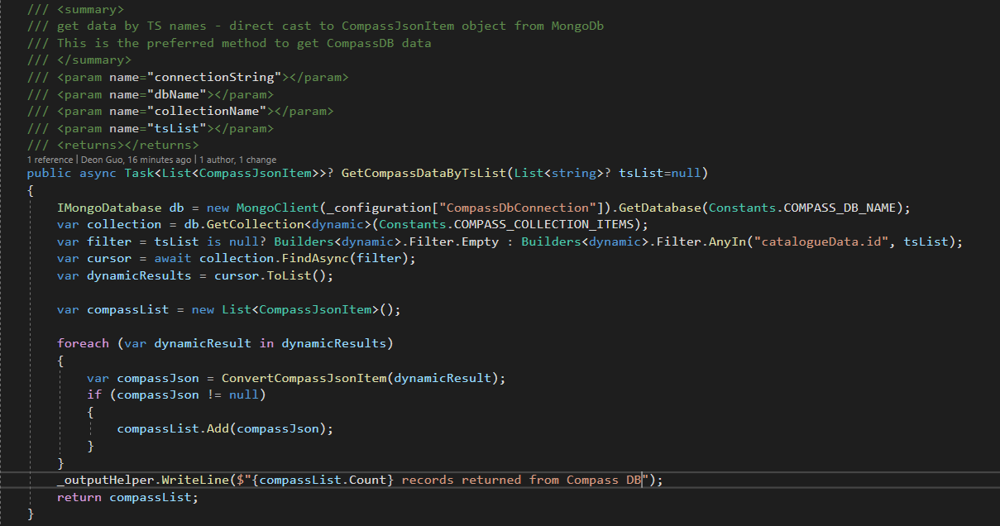 /// <summary>
/// get data by TS names - direct cast to CompassJsonItem object from MongoDb
/// This is the preferred method to get CompassDB data
/// </summary>
/// <param name="connectionString"></param>
/// <param name="dbName"></param>
/// <param name="collectionName"></param>
/// <param name="tsList"></param>
/// <returns></returns>
1 reference | Deon Guo, 16 minutes ago | 1 author, 1 change
public async Task<List<CompassJsonItem>>? GetCompassDataByTsList(List<string>? tsList=null)
{
    IMongoDatabase db = new MongoClient(_configuration["CompassDbConnection"]).GetDatabase(Constants.COMPASS_DB_NAME);
    var collection = db.GetCollection<dynamic>(Constants.COMPASS_COLLECTION_ITEMS);
    var filter = tsList is null? Builders<dynamic>.Filter.Empty : Builders<dynamic>.Filter.AnyIn("catalogueData.id", tsList);
    var cursor = await collection.FindAsync(filter);
    var dynamicResults = cursor.ToList();
    var compassList = new List<CompassJsonItem>();
    foreach (var dynamicResult in dynamicResults)
    {
        var compassJson = ConvertCompassJsonItem(dynamicResult);
        if (compassJson != null)
        {
            compassList.Add(compassJson);
        }
    }
    _outputHelper.WriteLine($"{compassList.Count} records returned from Compass DB");
    return compassList;
}